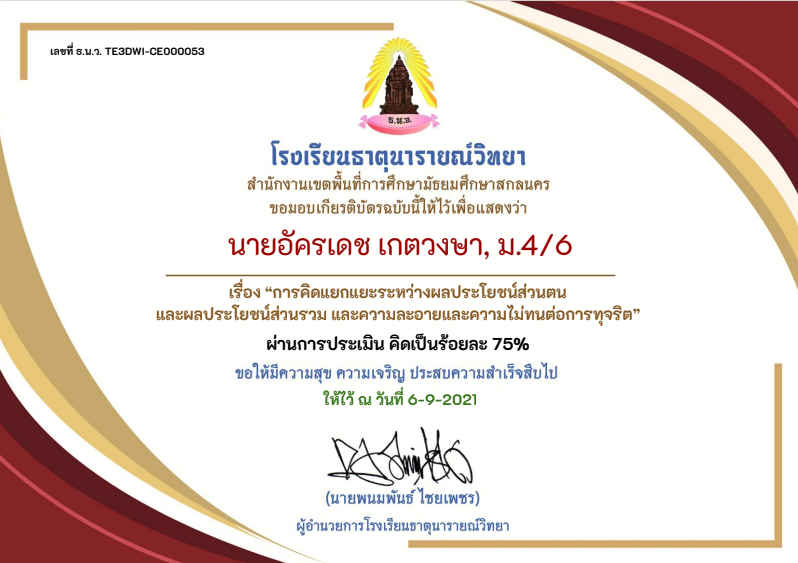 เลขที่ ธ.น.ว. TE3DWI-CE000053
ธ.น.ว.
โรงเรียนธาตุนารายณ์วิทยา
สำนักงานเขตพื้นที่การศึกษามัธยมศึกษาสกลนคร
ขอมอบเกียรติบัตรฉบับนี้ให้ไว้เพื่อแสดงว่า
นายอัครเดช เกตวงษา, ม.4/6
เรื่อง “การคิดแยกแยะระหว่างผลประโยชน์ส่วนตน
และผลประโยชน์ส่วนรวม และความละอายและความไม่ทนต่อการทุจริต”
ผ่านการประเมิน คิดเป็นร้อยละ 75%
ขอให้มีความสุข ความเจริญ ประสบความสำเร็จสืบไป
ให้ไว้ ณ วันที่ 6-9-2021
(นายพนมพันธ์ ไชยเพชร)
ผู้อำนวยการโรงเรียนธาตุนารายณ์วิทยา